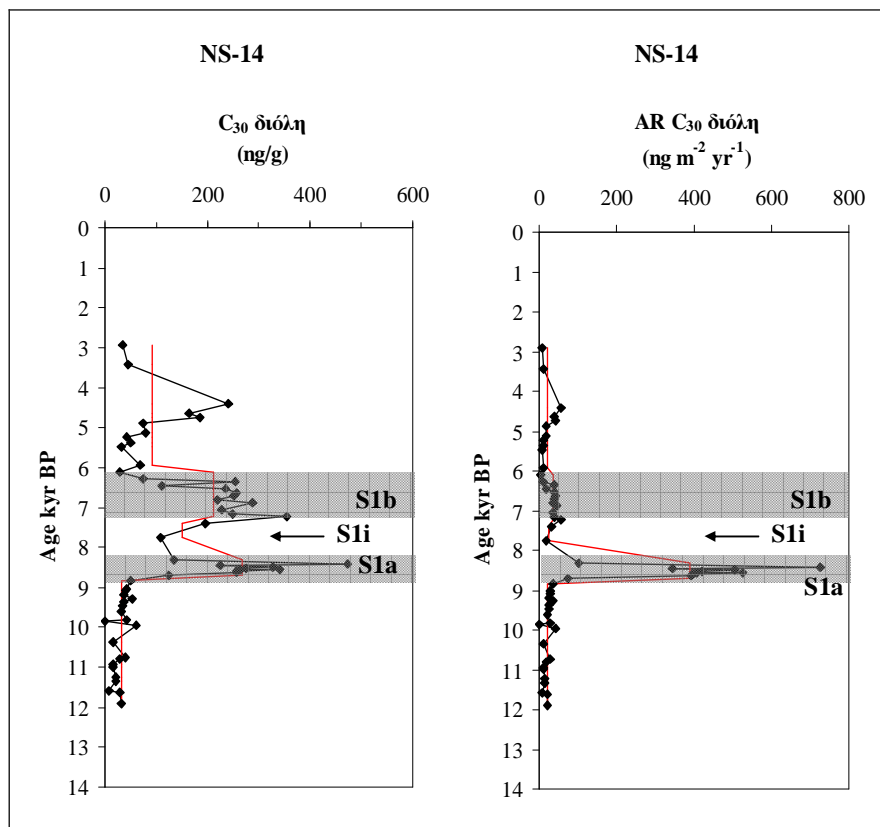 NS-14
C30 διόλη
(ng/g)
0 200 400 600
0
1
2
3
4
5
6
7
8
9
10
11
12
13
14
Age kyr BP
S1b
S1i
S1a
NS-14
AR C30 διόλη
(ng m-2 yr-1)
0 200 400 600 800
0
1
2
3
4
5
6
7
8
9
10
11
12
13
14
Age kyr BP
S1b
S1i
S1a